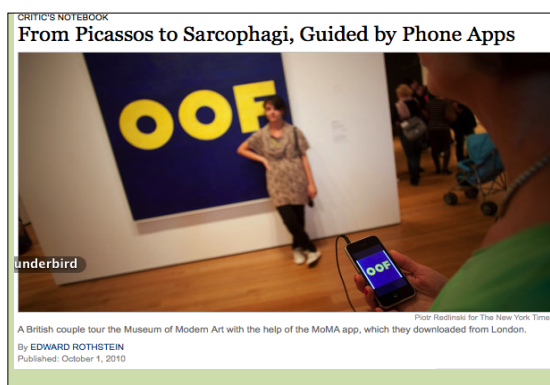 CRITIC'S NOTEBOOK
From Picassos to Sarcophagi, Guided by Phone Apps
OOF
OOF
underbird
Piotr Redlinski for The New York Time
A British couple tour the Museum of Modern Art with the help of the MoMA app, which they downloaded from London.
By EDWARD ROTHSTEIN
Published: October 1, 2010